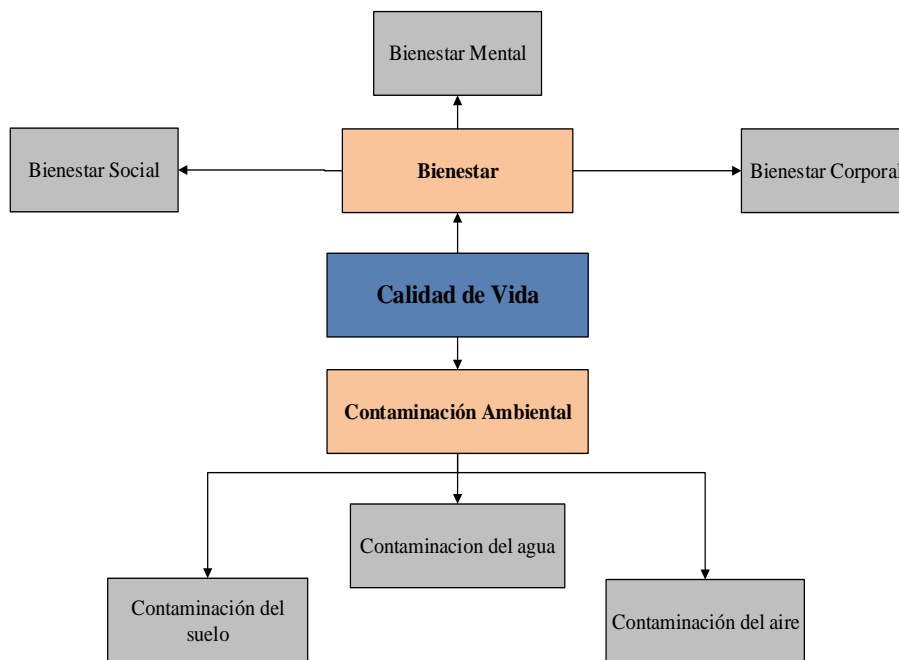 Bienestar Mental
Bienestar Social
Bienestar
Bienestar Corporal
Calidad de Vida
Contaminación Ambiental
Contaminacion del agua
Contaminación del
suelo
Contaminación del aire